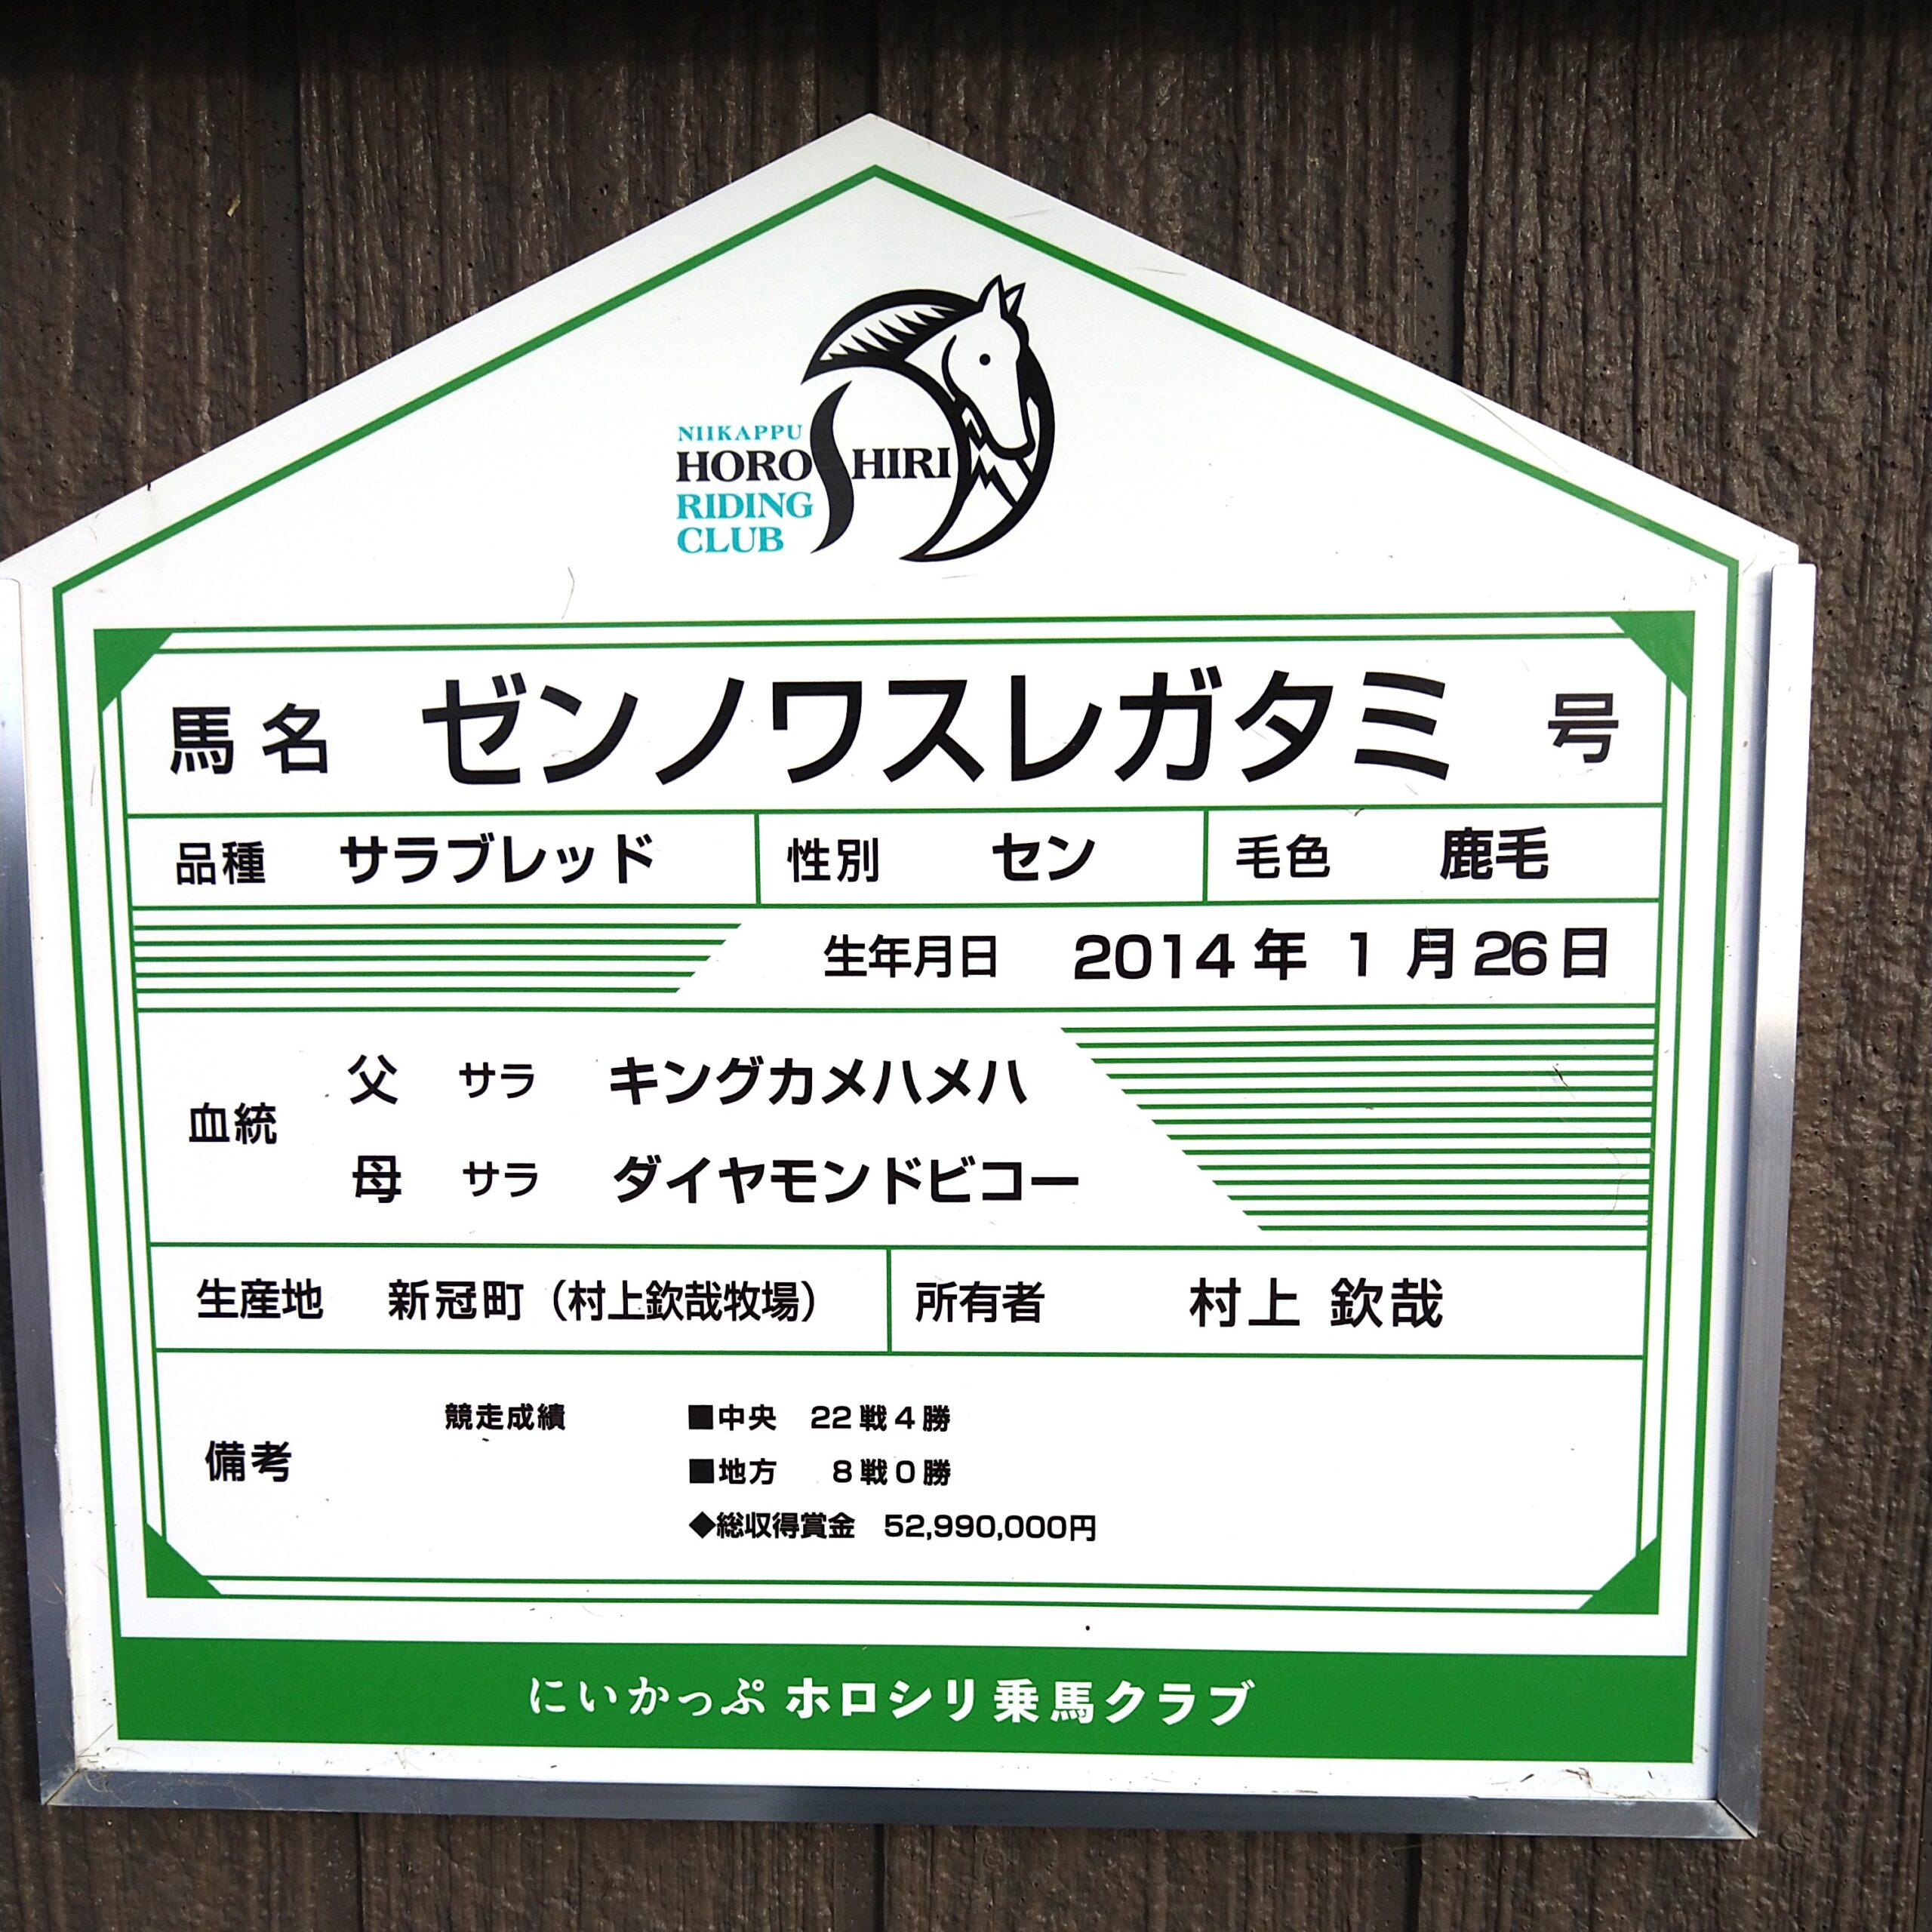 NIIKAPPU
HOROSHIRI
RIDING
CLUB
馬名 ゼンノワスレガタミ 号
品種 サラブレッド 性別 セン 毛色 鹿毛
生年月日 2014年 1月26日
血統
父 サラ キングカメハメハ
母 サラ ダイヤモンドビコー
生産地 新冠町（村上欽哉牧場） 所有者 村上 欽哉
備考
競走成績 ■中央 22戦4勝
■地方 8戦0勝
◆総収得賞金 52,990,000円
にいかっぷ ホロシリ乗馬クラブ